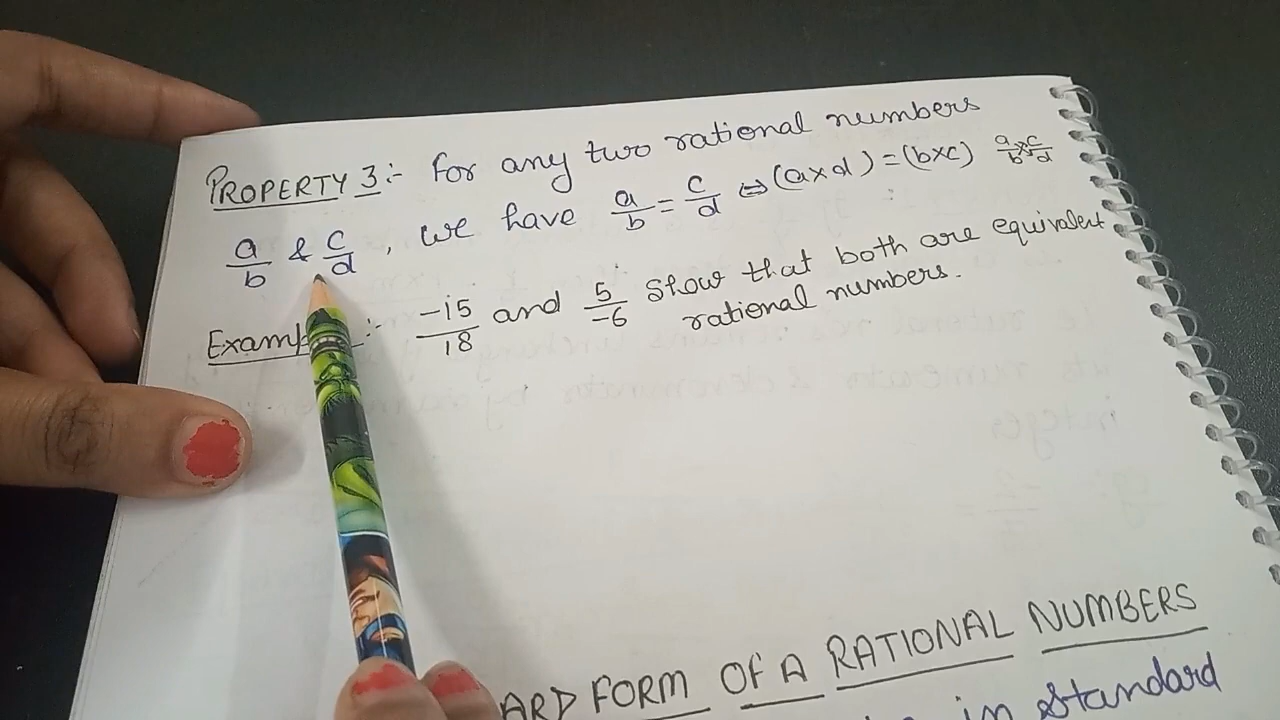 PROPERTY 3:- For any two rational numbers
a/b & c/d, we have a/b = c/d ⇔ (a×d) = (b×c) a/b × c/d
Examp :- -15/18 and 5/-6 show that both are equivalent
rational numbers.
ARD FORM OF A RATIONAL NUMBERS
in standard